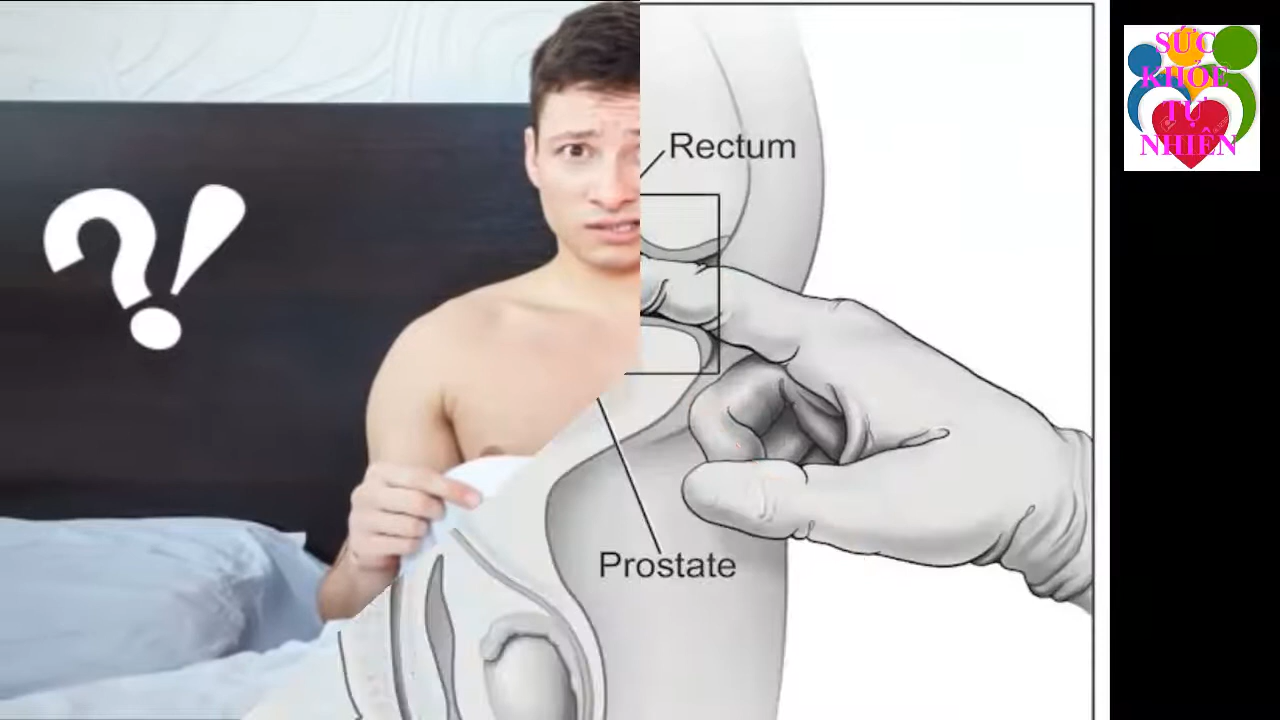 ?!
Rectum
Prostate
SỨC
KHỎE
TỰ
NHIÊN